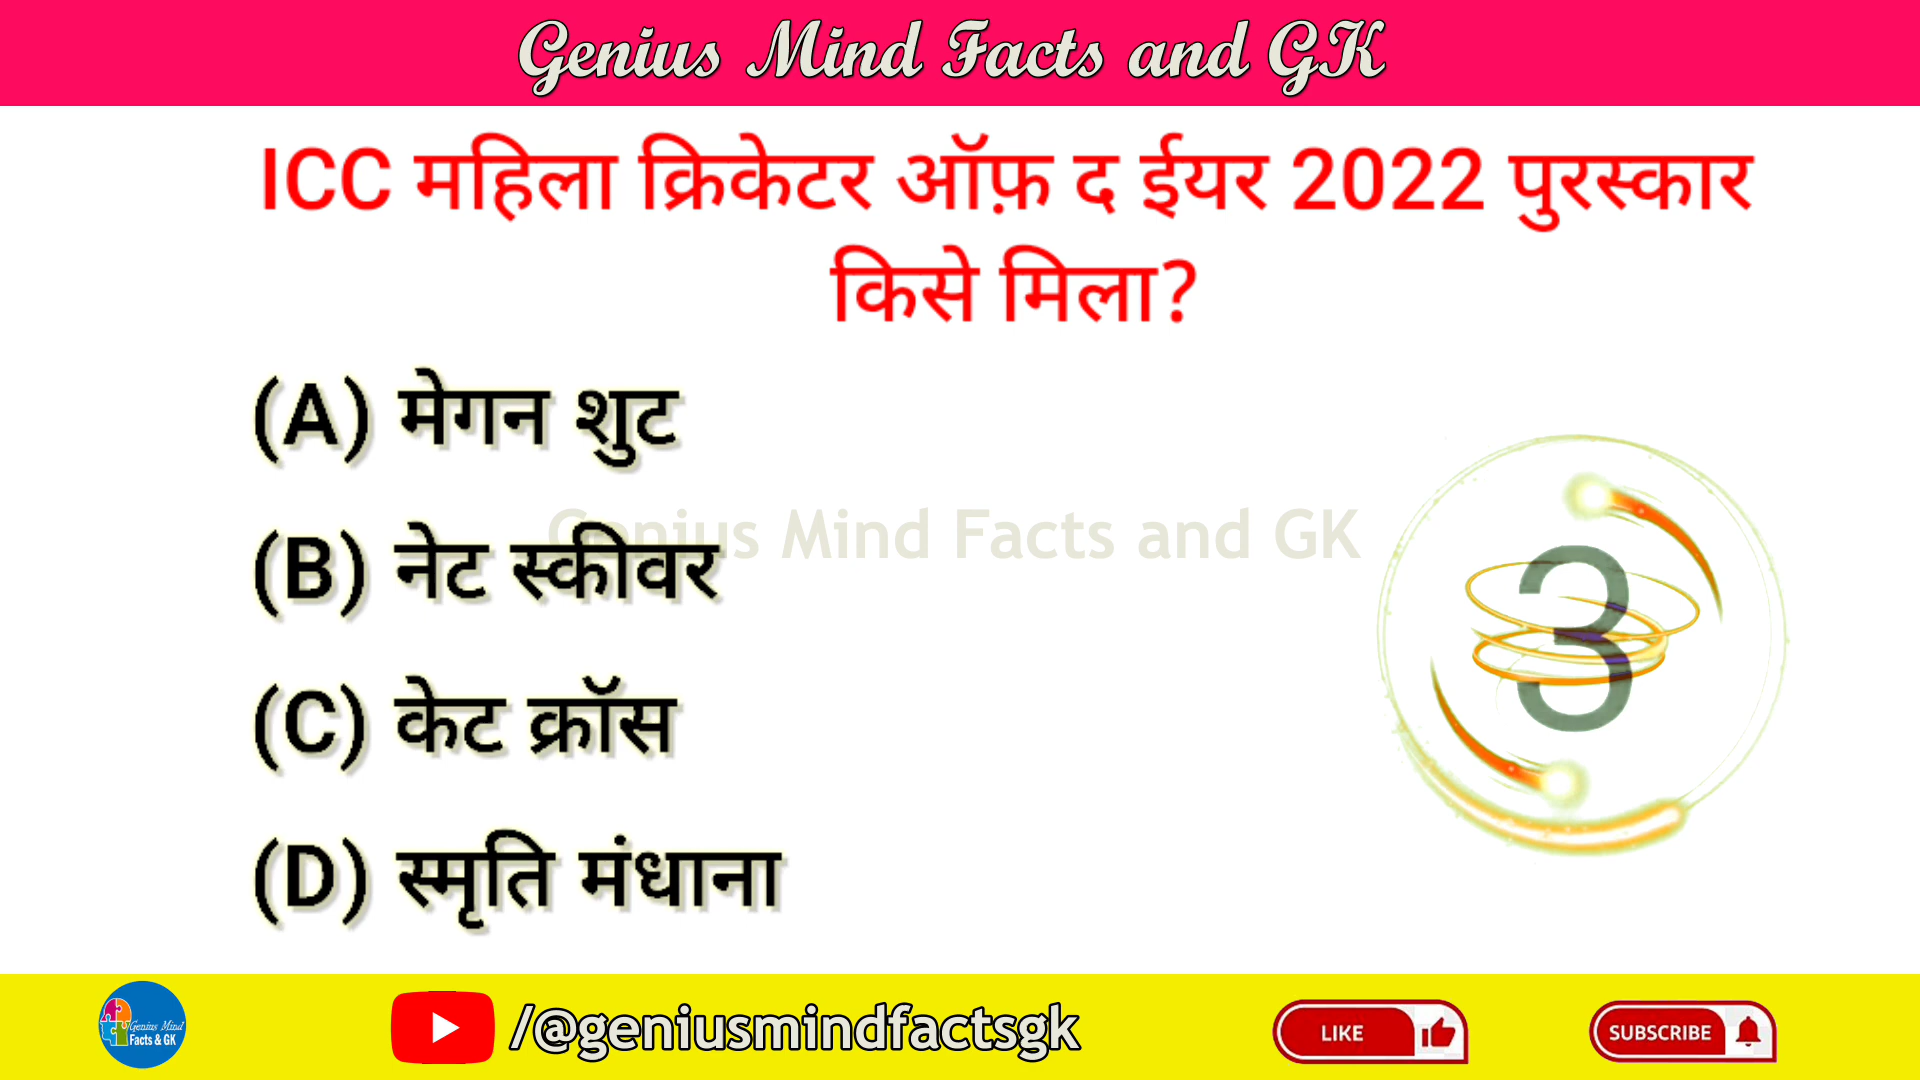 Genius Mind Facts and GK
ICC महिला क्रिकेटर ऑफ़ द ईयर 2022 पुरस्कार
किसे मिला?
(A) मेगन शुट
Genius Mind Facts and GK
(B) नेट स्कीवर
3
(C) केट क्रॉस
(D) स्मृति मंधाना
Genius Mind
Facts & GK
/@geniusmindfactsgk
LIKE
SUBSCRIBE